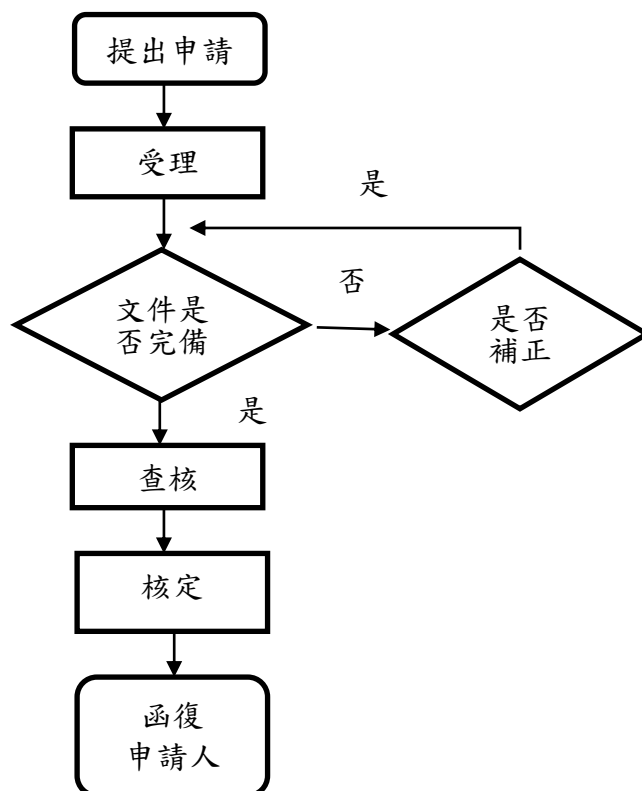 提出申請
受理
是
文件是
否完備
否
是否
補正
是
查核
核定
函復
申請人